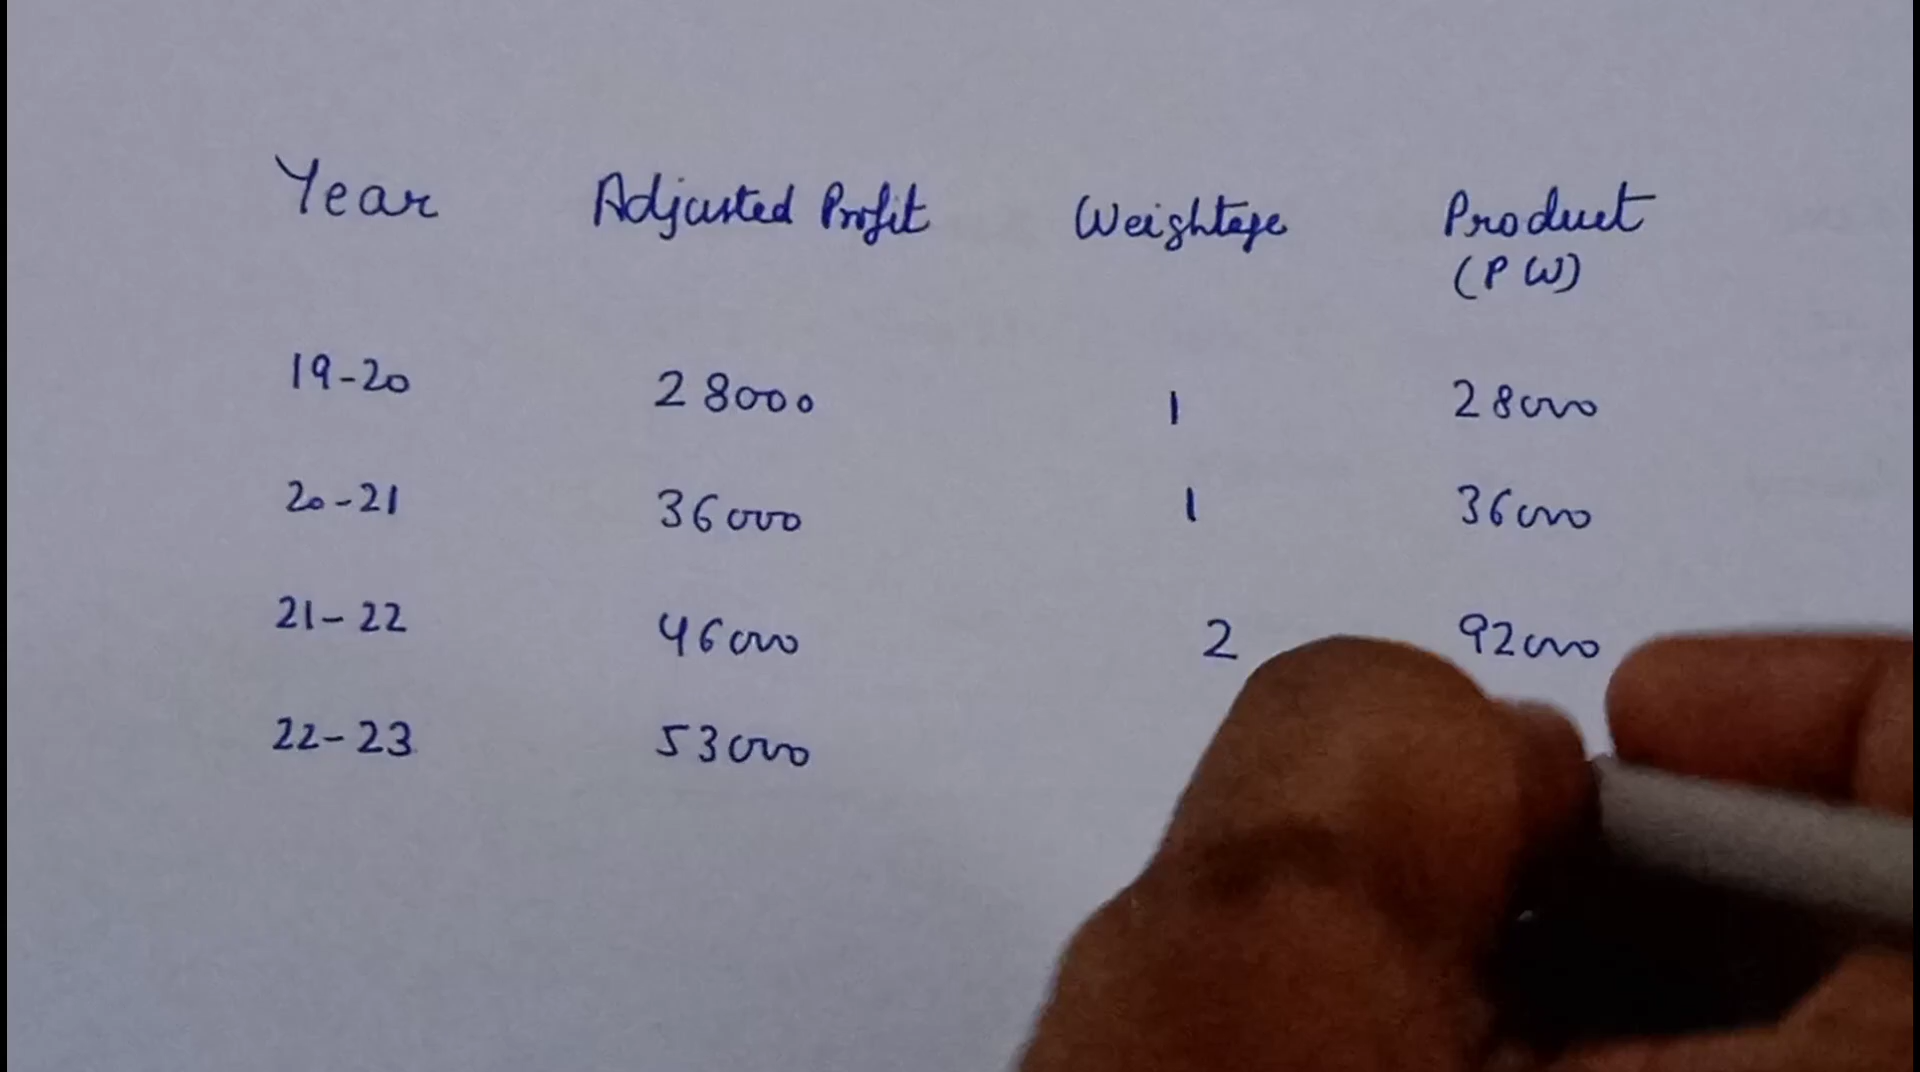 Year Adjusted Profit Weightage Product
(PW)
19-20 28000 1 28000
20-21 36000 1 36000
21-22 46000 2 92000
22-23 53000